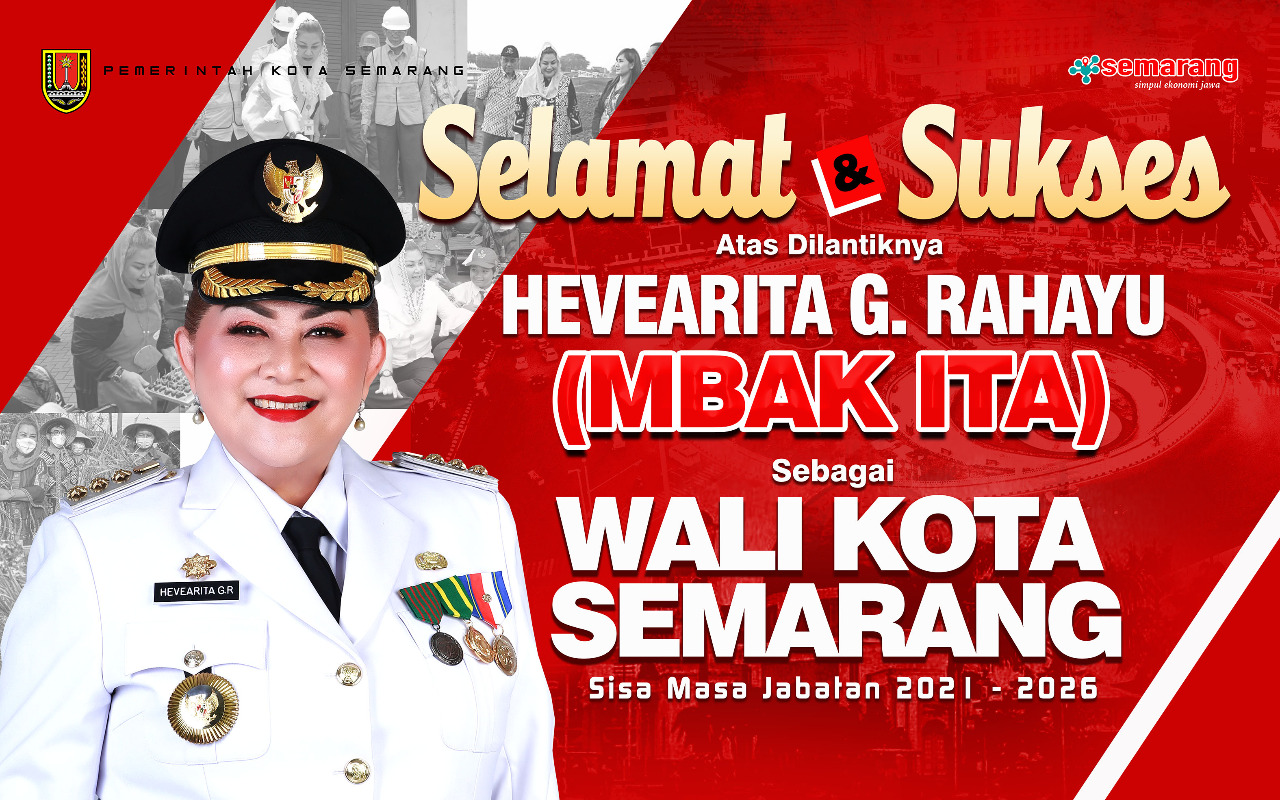 PEMERINTAH KOTA SEMARANG
semarang
simpul ekonomi jawa
Selamat & Sukses
Atas Dilantiknya
HEVEARITA G. RAHAYU
(MBAK ITA)
Sebagai
WALI KOTA
SEMARANG
Sisa Masa Jabatan 2021 - 2026
HEVEARITA G.R